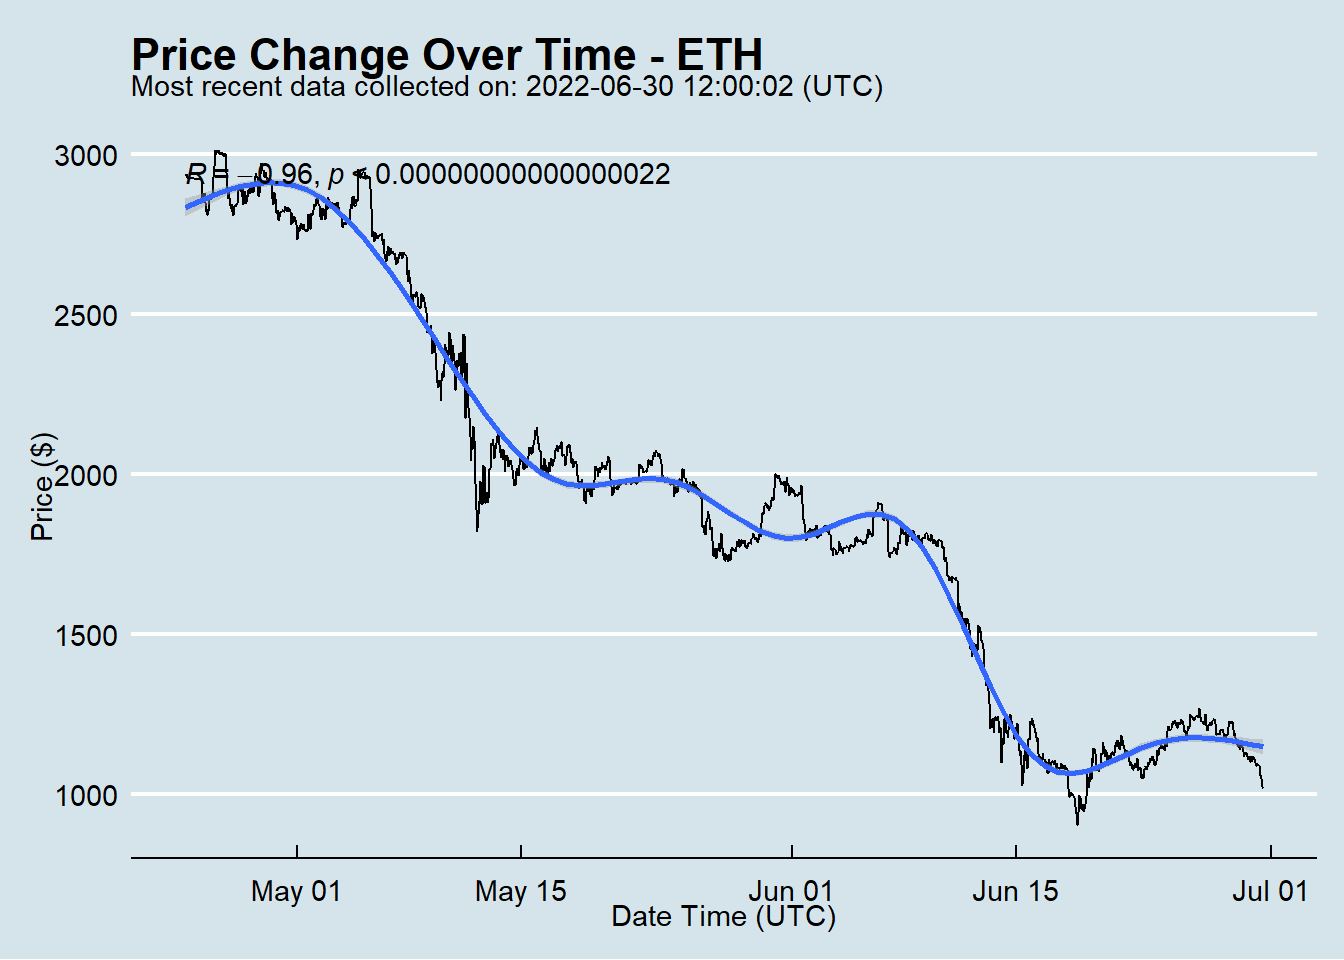 Price Change Over Time - ETH
Most recent data collected on: 2022-06-30 12:00:02 (UTC)
R = −0.96, p < 0.00000000000000022
3000
2500
2000
1500
1000
Price ($)
May 01
May 15
Jun 01
Jun 15
Jul 01
Date Time (UTC)